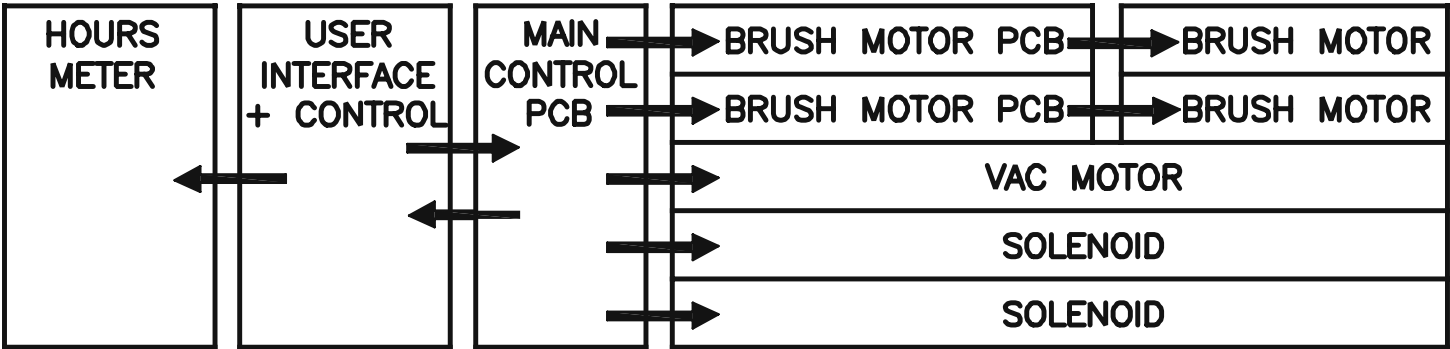 HOURS
METER
USER
INTERFACE
+ CONTROL
MAIN
CONTROL
PCB
BRUSH MOTOR PCB
BRUSH MOTOR
BRUSH MOTOR PCB
BRUSH MOTOR
VAC MOTOR
SOLENOID
SOLENOID